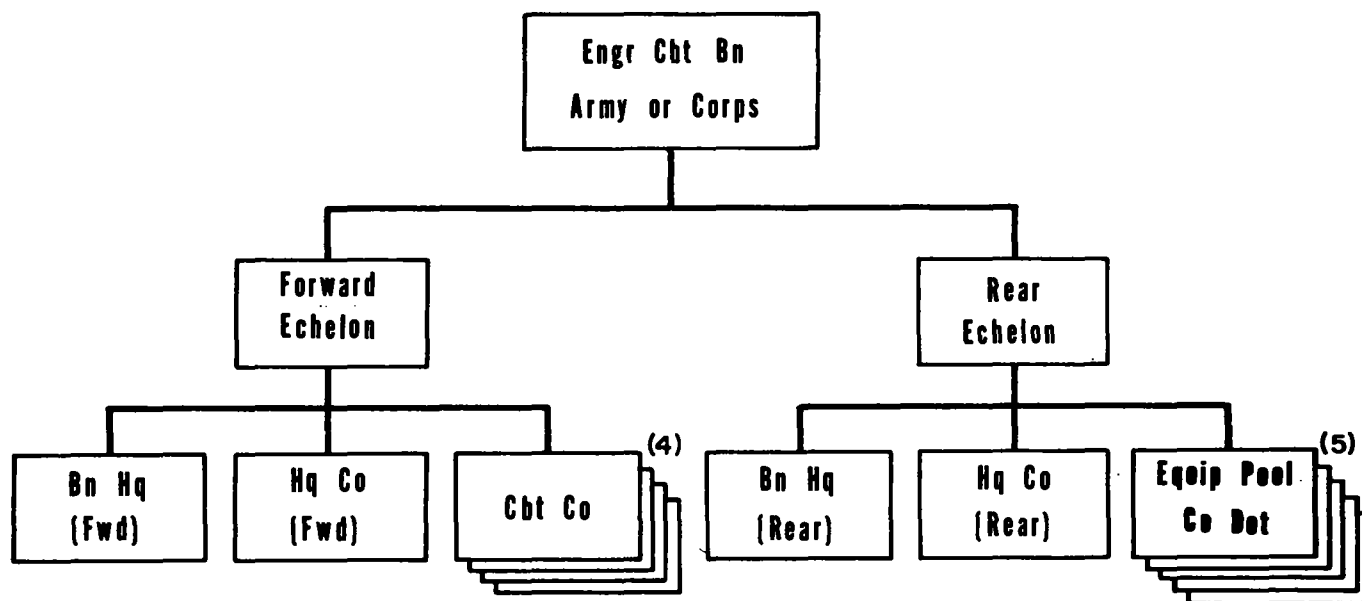 Engr Cbt Bn
Army or Corps
Forward
Echelon
Rear
Echelon
Bn Hq
(Fwd)
Hq Co
(Fwd)
(4)
Cbt Co
Bn Hq
(Rear)
Hq Co
(Rear)
(5)
Equip Pool
Co Det